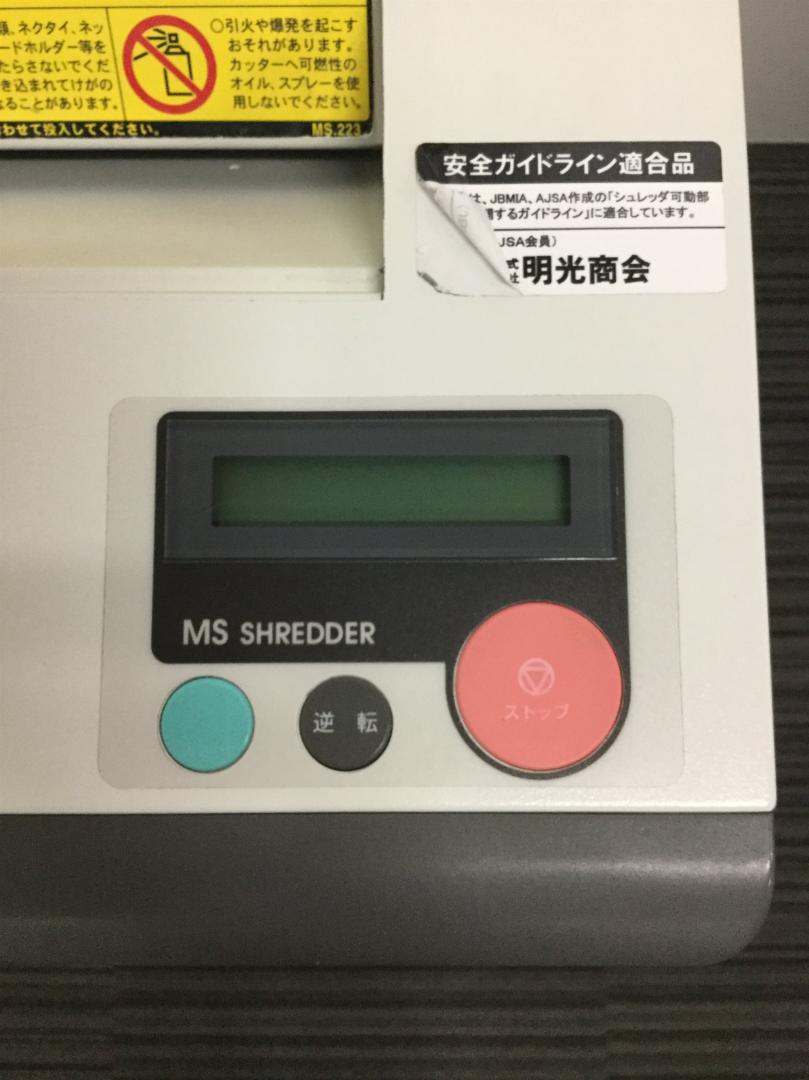 類、ネクタイ、ネッ
ードホルダー等を
たらさないでくだ
き込まれてけがの
なることがあります。
○引火や爆発を起こす
おそれがあります。
カッターへ可燃性の
オイル、スプレーを使
用しないでください。
わせて投入してください。
MS.223
安全ガイドライン適合品
は、JBMIA、AJSA作成の「シュレッダ可動部
するガイドライン」に適合しています。
JSA会員)
明光商会
MS SHREDDER
逆 転
ストップ